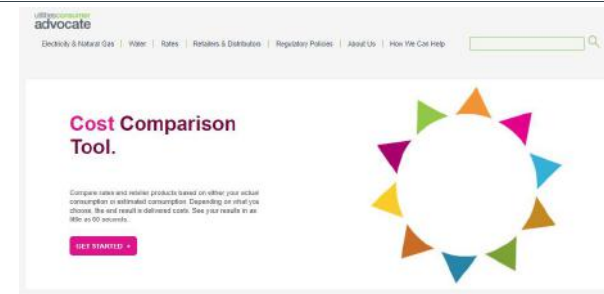 utilitiesconsumer
advocate
Electricity & Natural Gas | Water | Rates | Retailers & Distributors | Regulatory Policies | About Us | How We Can Help
Cost Comparison
Tool.
Compare rates and retailer products based on either your actual
consumption or estimated consumption. Depending on what you
choose, the end result is delivered costs. See your results in as
little as 60 seconds.
GET STARTED